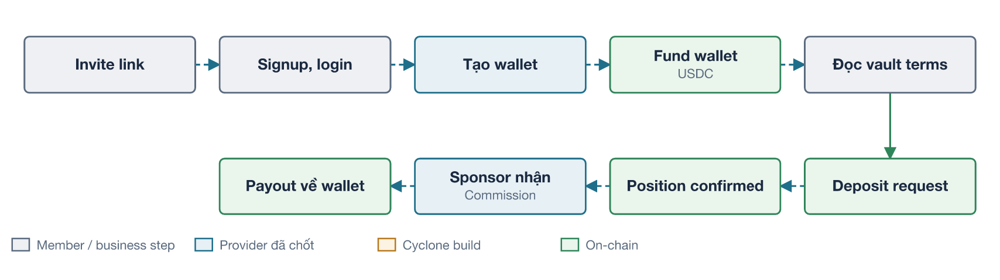 Invite link
Signup, login
Tạo wallet
Fund wallet
USDC
Đọc vault terms
Payout về wallet
Sponsor nhận
Commission
Position confirmed
Deposit request
Member / business step
Provider đã chốt
Cyclone build
On-chain